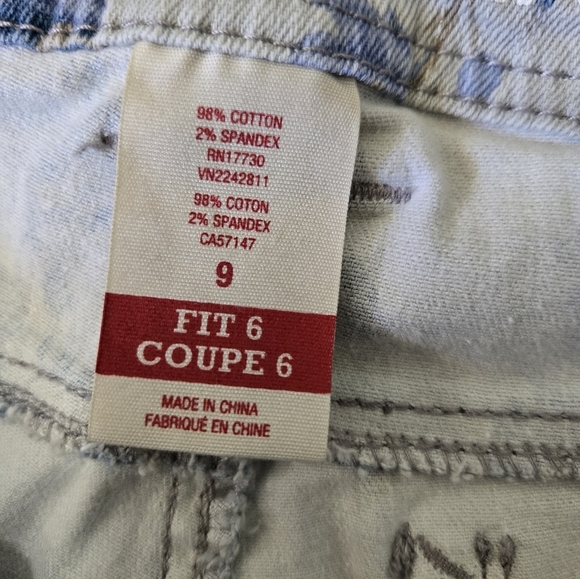 98% COTTON
2% SPANDEX
RN17730
VN2242811
98% COTON
2% SPANDEX
CA57147
9
FIT 6
COUPE 6
MADE IN CHINA
FABRIQUÉ EN CHINE